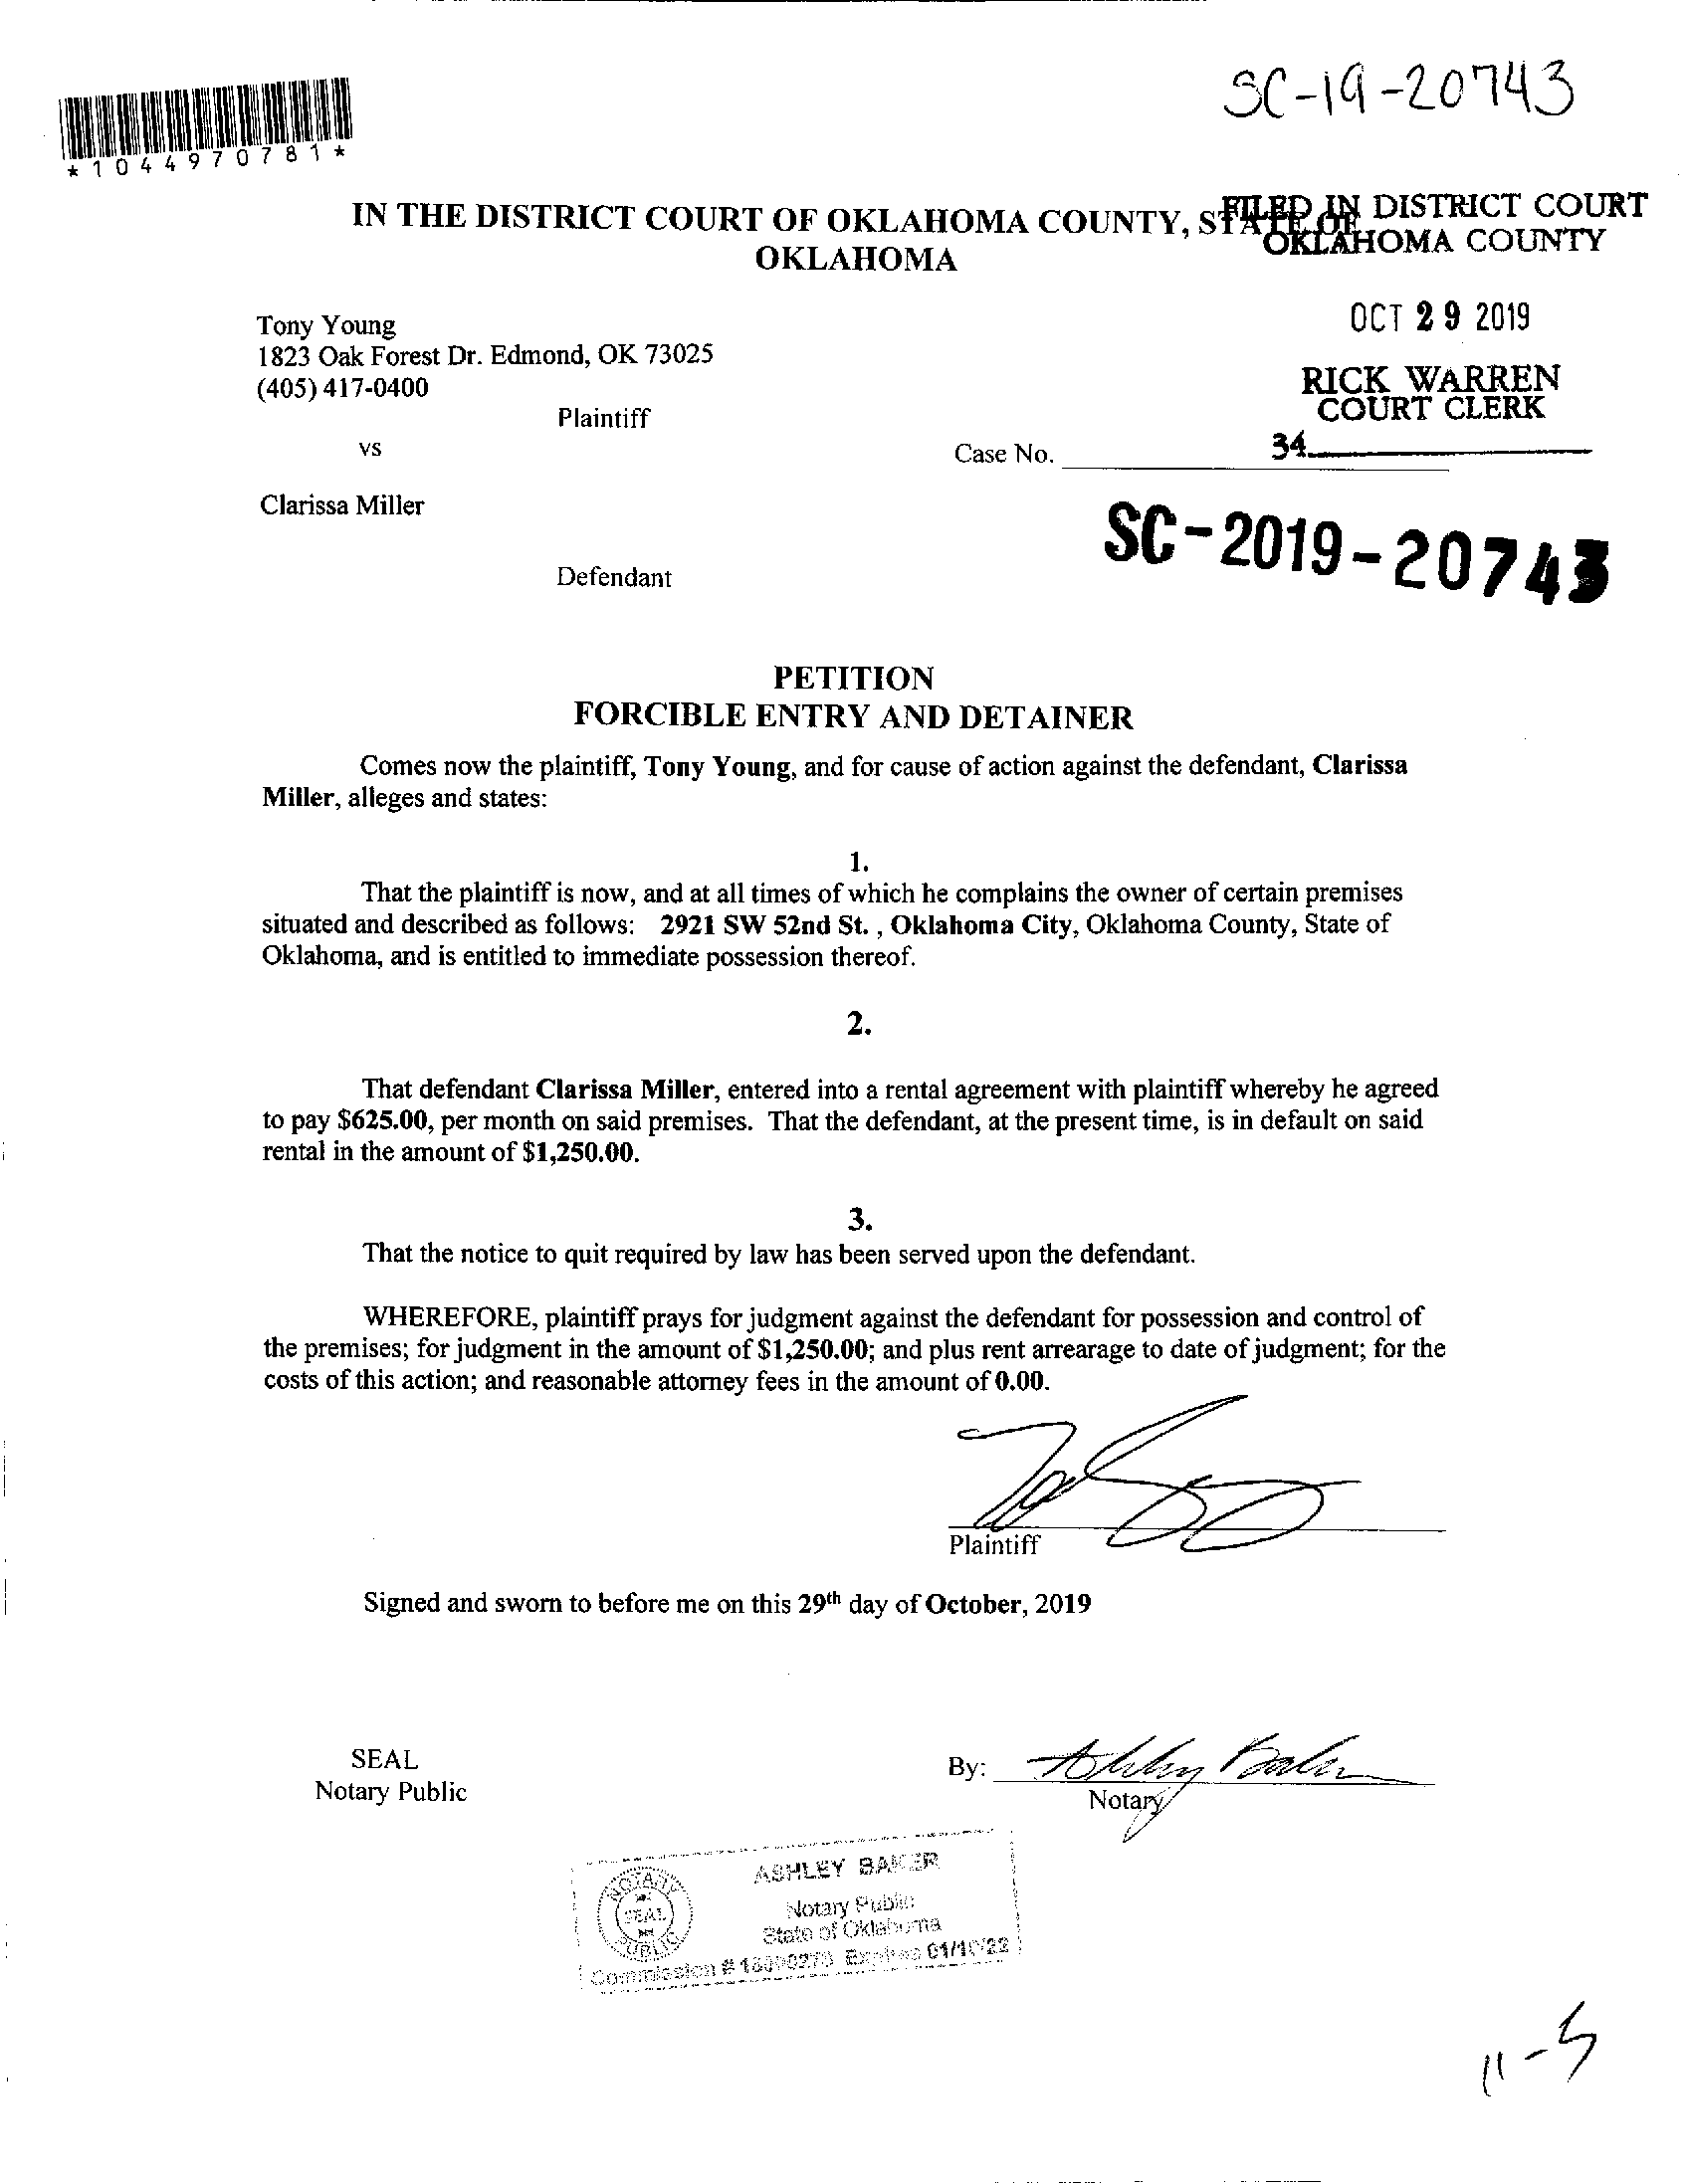 SC-19-20743
*1044970781*
IN THE DISTRICT COURT OF OKLAHOMA COUNTY, STATE OF
OKLAHOMA
FILED IN DISTRICT COURT
OKLAHOMA COUNTY
OCT 29 2019
RICK WARREN
COURT CLERK
34
Tony Young
1823 Oak Forest Dr. Edmond, OK 73025
(405) 417-0400
Plaintiff
vs
Case No.
Clarissa Miller
SC-2019-20743
Defendant
PETITION
FORCIBLE ENTRY AND DETAINER
Comes now the plaintiff, Tony Young, and for cause of action against the defendant, Clarissa
Miller, alleges and states:
1.
That the plaintiff is now, and at all times of which he complains the owner of certain premises
situated and described as follows: 2921 SW 52nd St. , Oklahoma City, Oklahoma County, State of
Oklahoma, and is entitled to immediate possession thereof.
2.
That defendant Clarissa Miller, entered into a rental agreement with plaintiff whereby he agreed
to pay $625.00, per month on said premises. That the defendant, at the present time, is in default on said
rental in the amount of $1,250.00.
3.
That the notice to quit required by law has been served upon the defendant.
WHEREFORE, plaintiff prays for judgment against the defendant for possession and control of
the premises; for judgment in the amount of $1,250.00; and plus rent arrearage to date of judgment; for the
costs of this action; and reasonable attorney fees in the amount of 0.00.
Plaintiff
Signed and sworn to before me on this 29th day of October, 2019
SEAL
Notary Public
By: Ashley Baker
Notary
NOTARY
SEAL
PUBLIC
ASHLEY BAKER
Notary Public
State of Oklahoma
Commission # Expires
11-5